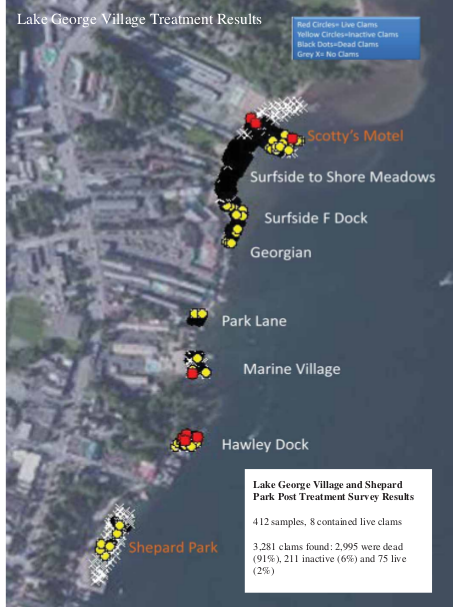 Lake George Village Treatment Results
Red Circles= Live Clams
Yellow Circles=Inactive Clams
Black Dots=Dead Clams
Grey X= No Clams
Scotty's Motel
Surfside to Shore Meadows
Surfside F Dock
Georgian
Park Lane
Marine Village
Hawley Dock
Shepard Park
Lake George Village and Shepard
Park Post Treatment Survey Results
412 samples, 8 contained live clams
3,281 clams found: 2,995 were dead
(91%), 211 inactive (6%) and 75 live
(2%)